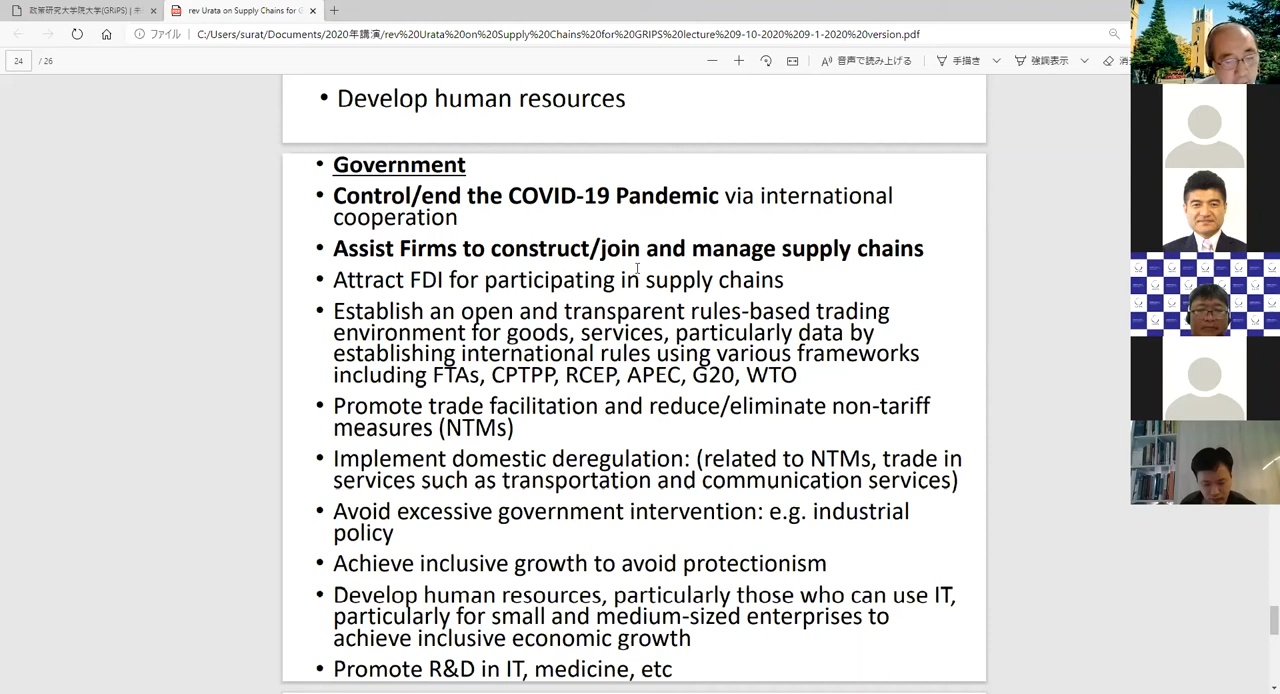 政策研究大学院大学(GRIPS) | 未
rev Urata on Supply Chains for G
ファイル
C:/Users/surat/Documents/2020年講演/rev%20Urata%20on%20Supply%20Chains%20for%20GRIPS%20lecture%209-10-2020%209-1-2020%20version.pdf
24 / 26
音声で読み上げる
手描き
強調表示
• Develop human resources
• Government
• Control/end the COVID-19 Pandemic via international
cooperation
• Assist Firms to construct/join and manage supply chains
• Attract FDI for participating in supply chains
• Establish an open and transparent rules-based trading
environment for goods, services, particularly data by
establishing international rules using various frameworks
including FTAs, CPTPP, RCEP, APEC, G20, WTO
• Promote trade facilitation and reduce/eliminate non-tariff
measures (NTMs)
• Implement domestic deregulation: (related to NTMs, trade in
services such as transportation and communication services)
• Avoid excessive government intervention: e.g. industrial
policy
• Achieve inclusive growth to avoid protectionism
• Develop human resources, particularly those who can use IT,
particularly for small and medium-sized enterprises to
achieve inclusive economic growth
• Promote R&D in IT, medicine, etc